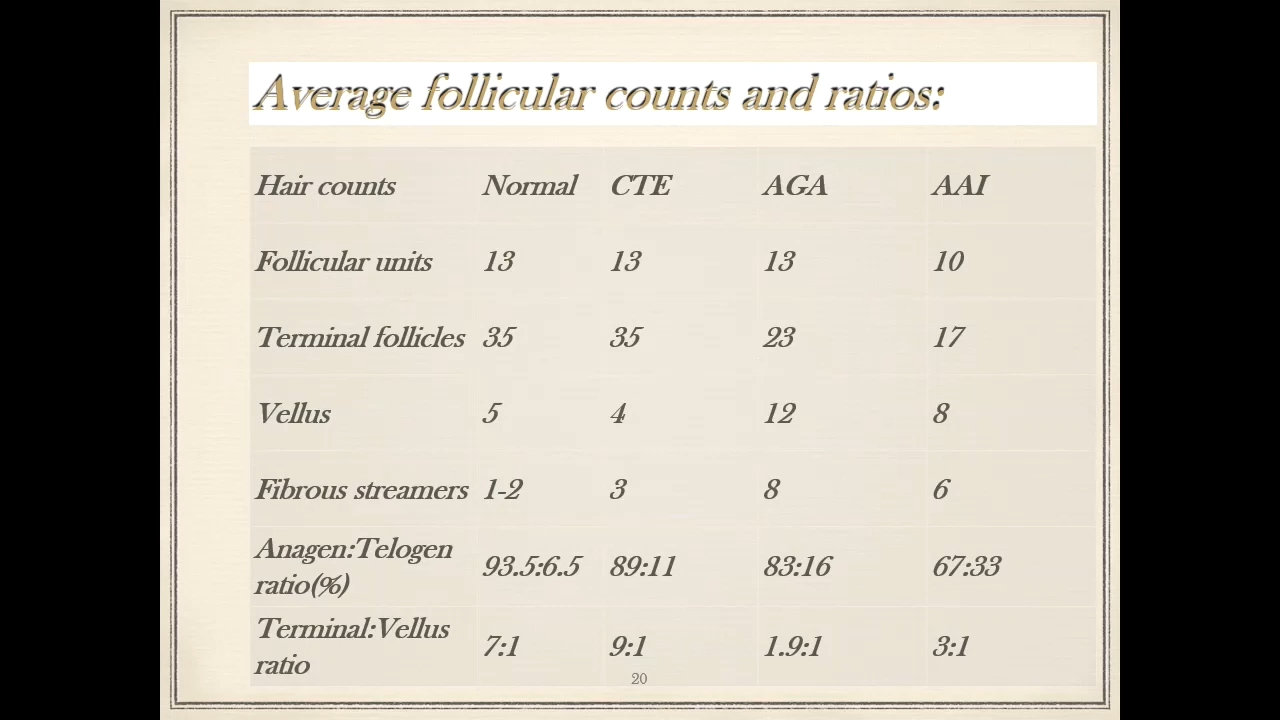 Average follicular counts and ratios:
Hair counts Normal CTE AGA AAI
Follicular units 13 13 13 10
Terminal follicles 35 35 23 17
Vellus 5 4 12 8
Fibrous streamers 1-2 3 8 6
Anagen:Telogen
ratio(%) 93.5:6.5 89:11 83:16 67:33
Terminal:Vellus
ratio 7:1 9:1 1.9:1 3:1
20